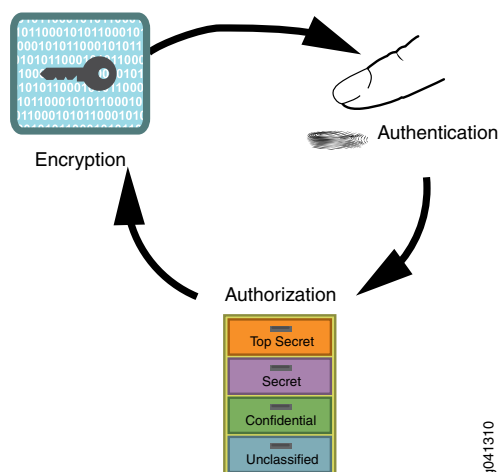 Encryption
Authentication
Authorization
Top Secret
Secret
Confidential
Unclassified
g041310